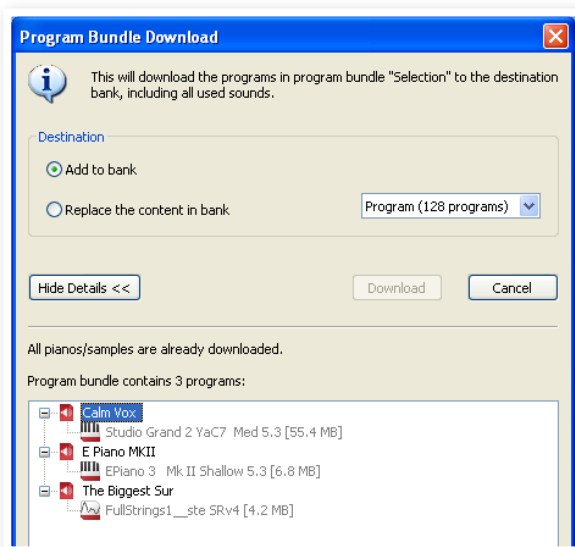 Program Bundle Download
This will download the programs in program bundle "Selection" to the destination
bank, including all used sounds.
Destination
Add to bank
Replace the content in bank
Program (128 programs)
Hide Details <<
Download
Cancel
All pianos/samples are already downloaded.
Program bundle contains 3 programs:
Calm Vox
Studio Grand 2 YaC7  Med 5.3 [55.4 MB]
E Piano MKII
EPiano 3  Mk II Shallow 5.3 [6.8 MB]
The Biggest Sur
FullStrings1__ste SRv4 [4.2 MB]